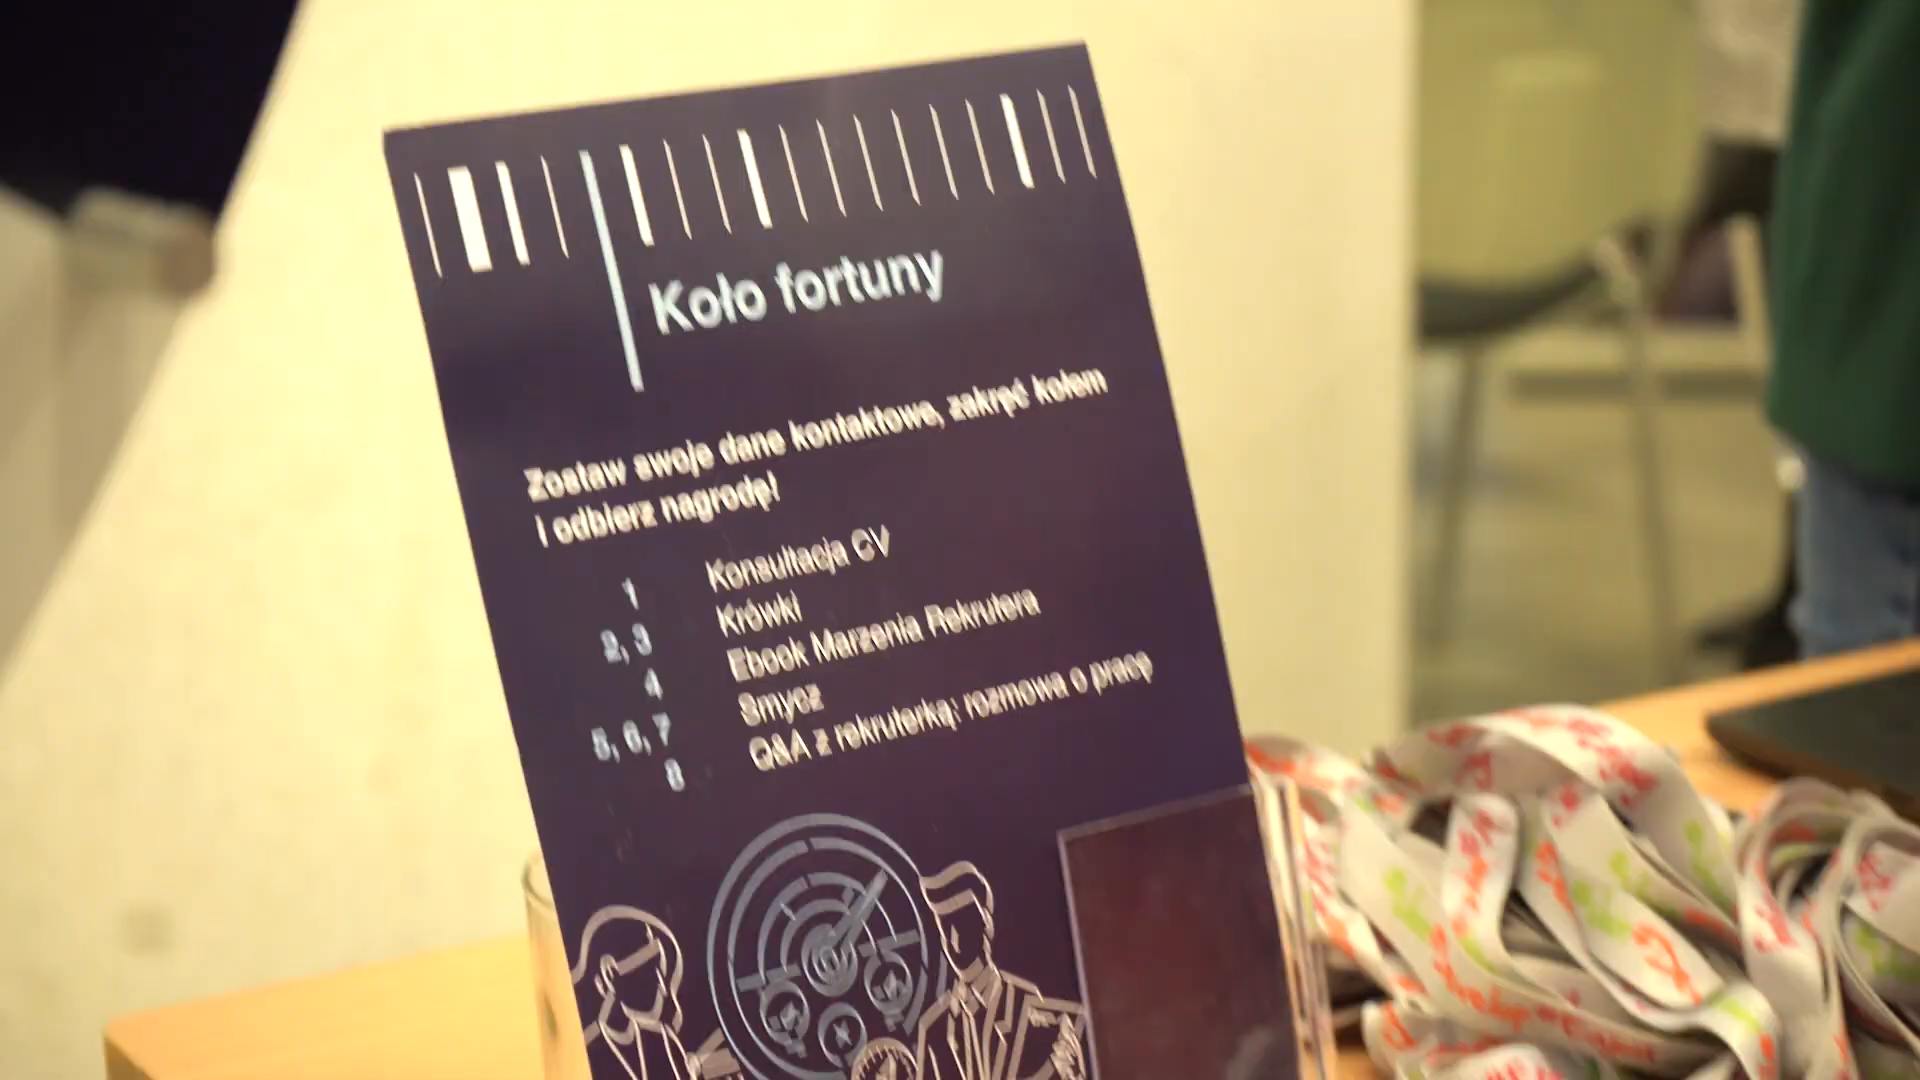 Koło fortuny
Zostaw swoje dane kontaktowe, zakręć kołem
i odbierz nagrodę!
1 Konsultacja CV
2, 3 Krówki
4 Ebook Marzenia Rekrutera
5, 6, 7 Smycz
8 Q&A z rekruterką: rozmowa o pracę